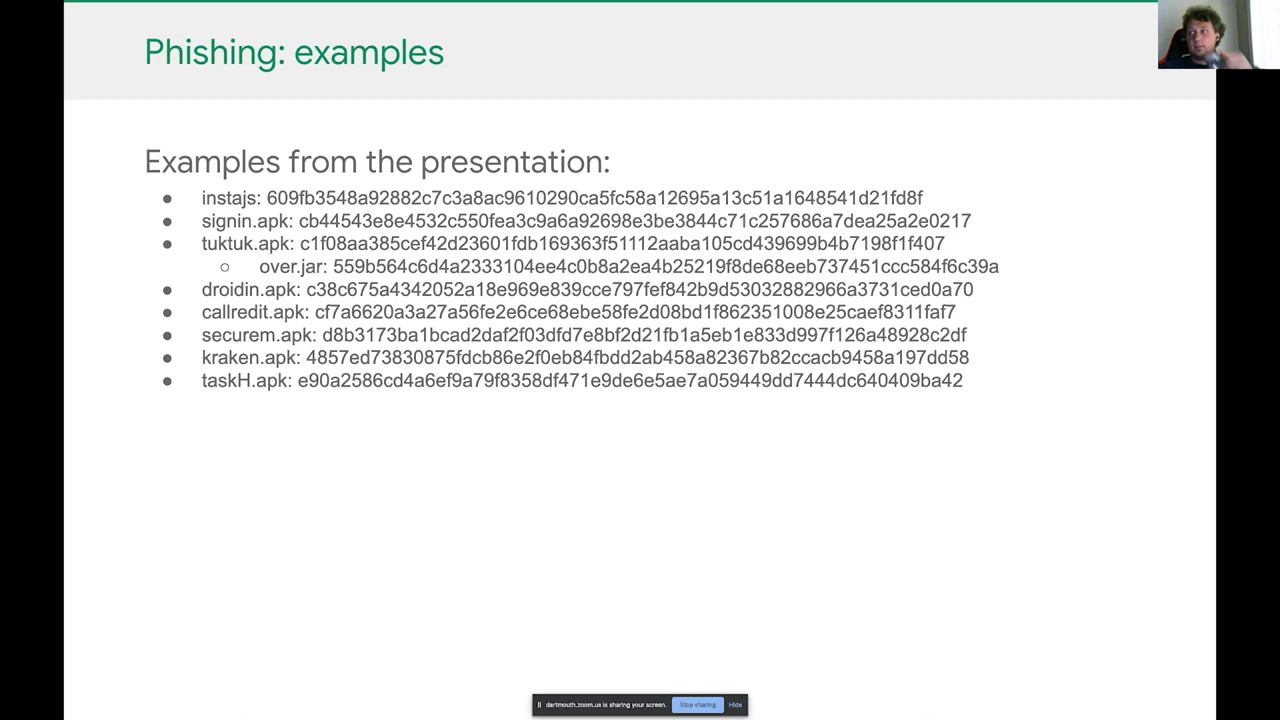 Phishing: examples
Examples from the presentation:
● instajs: 609fb3548a92882c7c3a8ac9610290ca5fc58a12695a13c51a1648541d21fd8f
● signin.apk: cb44543e8e4532c550fea3c9a6a92698e3be3844c71c257686a7dea25a2e0217
● tuktuk.apk: c1f08aa385cef42d23601fdb169363f51112aaba105cd439699b4b7198f1f407
○ over.jar: 559b564c6d4a2333104ee4c0b8a2ea4b25219f8de68eeb737451ccc584f6c39a
● droidin.apk: c38c675a4342052a18e969e839cce797fef842b9d53032882966a3731ced0a70
● callredit.apk: cf7a6620a3a27a56fe2e6ce68ebe58fe2d08bd1f862351008e25caef8311faf7
● securem.apk: d8b3173ba1bcad2daf2f03dfd7e8bf2d21fb1a5eb1e833d997f126a48928c2df
● kraken.apk: 4857ed73830875fdcb86e2f0eb84fbdd2ab458a82367b82ccacb9458a197dd58
● taskH.apk: e90a2586cd4a6ef9a79f8358df471e9de6e5ae7a059449dd7444dc640409ba42
dartmouth.zoom.us is sharing your screen. Stop sharing Hide